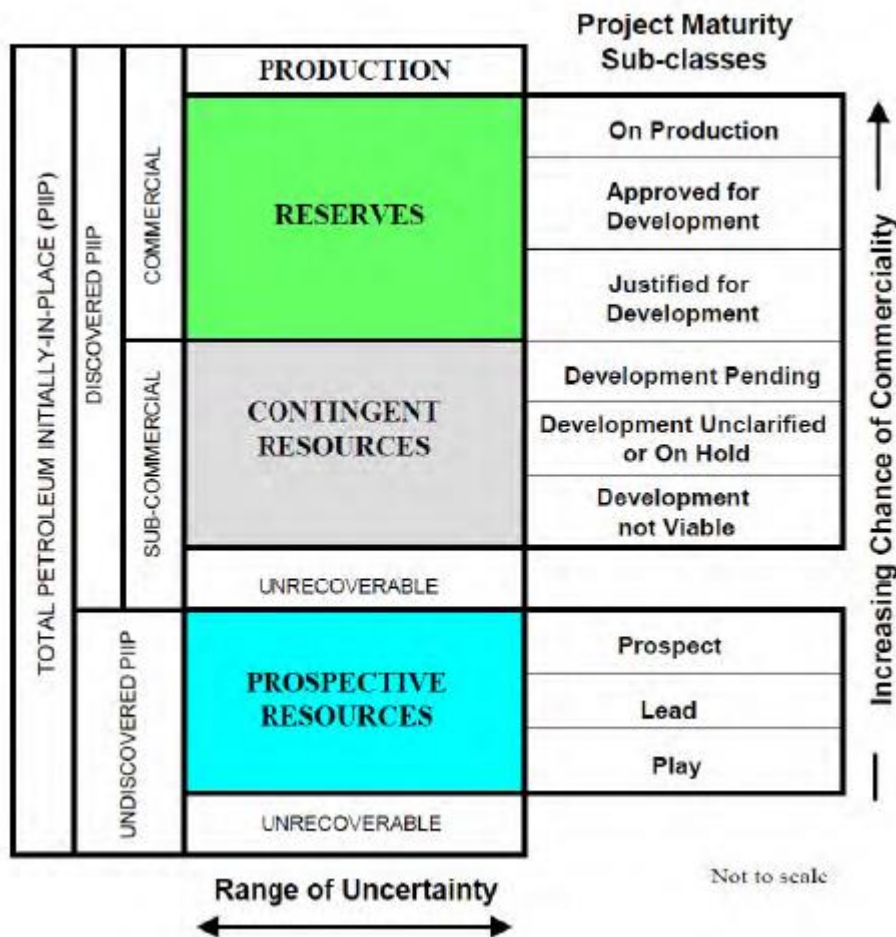 Project Maturity
Sub-classes
PRODUCTION
On Production
RESERVES
Approved for
Development
Justified for
Development
CONTINGENT
RESOURCES
Development Pending
Development Unclarified
or On Hold
Development
not Viable
UNRECOVERABLE
PROSPECTIVE
RESOURCES
Prospect
Lead
Play
UNRECOVERABLE
TOTAL PETROLEUM INITIALLY-IN-PLACE (PIIP)
DISCOVERED PIIP
UNDISCOVERED PIIP
COMMERCIAL
SUB-COMMERCIAL
Increasing Chance of Commerciality
Range of Uncertainty
Not to scale